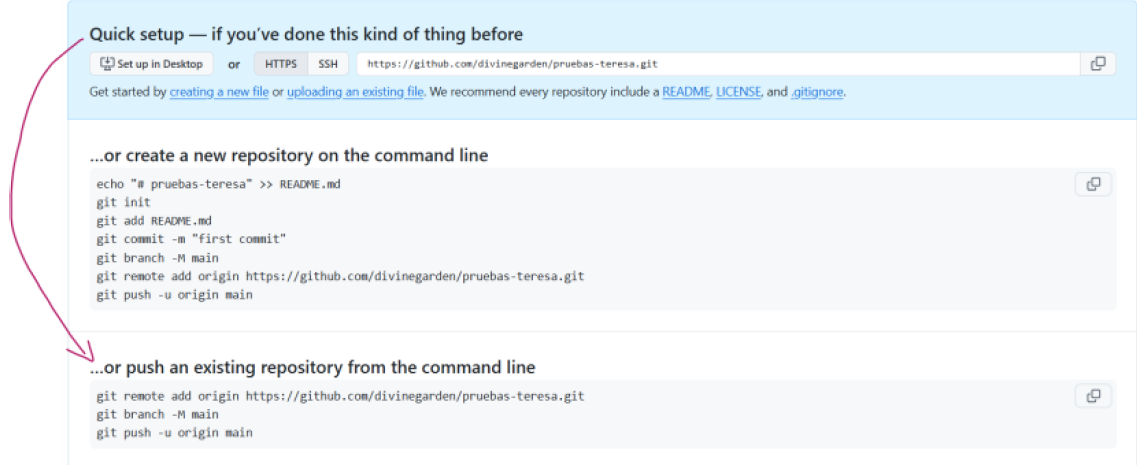 Quick setup — if you’ve done this kind of thing before
Set up in Desktop or HTTPS SSH https://github.com/divinegarden/pruebas-teresa.git
Get started by creating a new file or uploading an existing file. We recommend every repository include a README, LICENSE, and .gitignore.
...or create a new repository on the command line
echo "# pruebas-teresa" >> README.md
git init
git add README.md
git commit -m "first commit"
git branch -M main
git remote add origin https://github.com/divinegarden/pruebas-teresa.git
git push -u origin main
...or push an existing repository from the command line
git remote add origin https://github.com/divinegarden/pruebas-teresa.git
git branch -M main
git push -u origin main